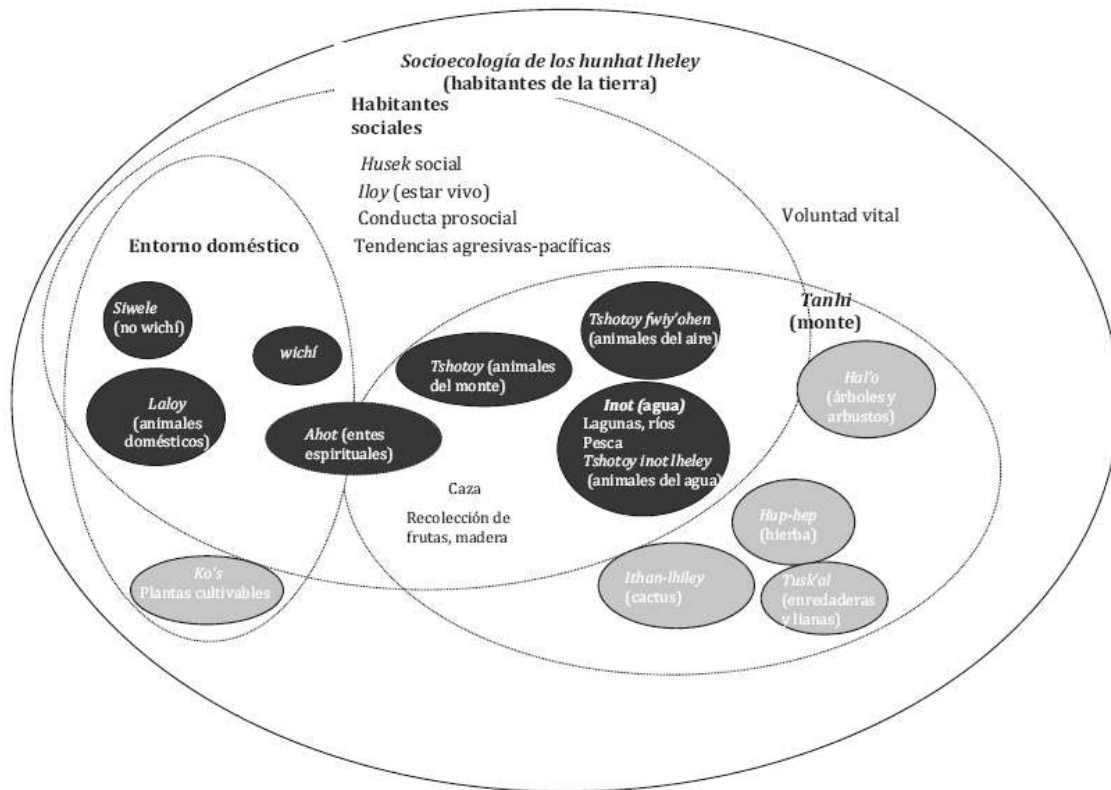 Socioecología de los hunhat lheley
(habitantes de la tierra)
Habitantes
sociales
Husek social
Iloy (estar vivo)
Conducta prosocial
Tendencias agresivas-pacíficas
Voluntad vital
Entorno doméstico
Siwele
(no wichí)
wichí
Laloy
(animales
domésticos)
Ahot (entes
espirituales)
Tshotoy (animales
del monte)
Tshotoy fwiy'ohen
(animales del aire)
Inot (agua)
Lagunas, ríos
Pesca
Tshotoy inot lheley
(animales del agua)
Tanhi
(monte)
Hal'o
(árboles y
arbustos)
Caza
Recolección de
frutas, madera
Hup-hep
(hierba)
Ithan-lhiley
(cactus)
Tusk'al
(enredaderas
y lianas)
Ko's
Plantas cultivables